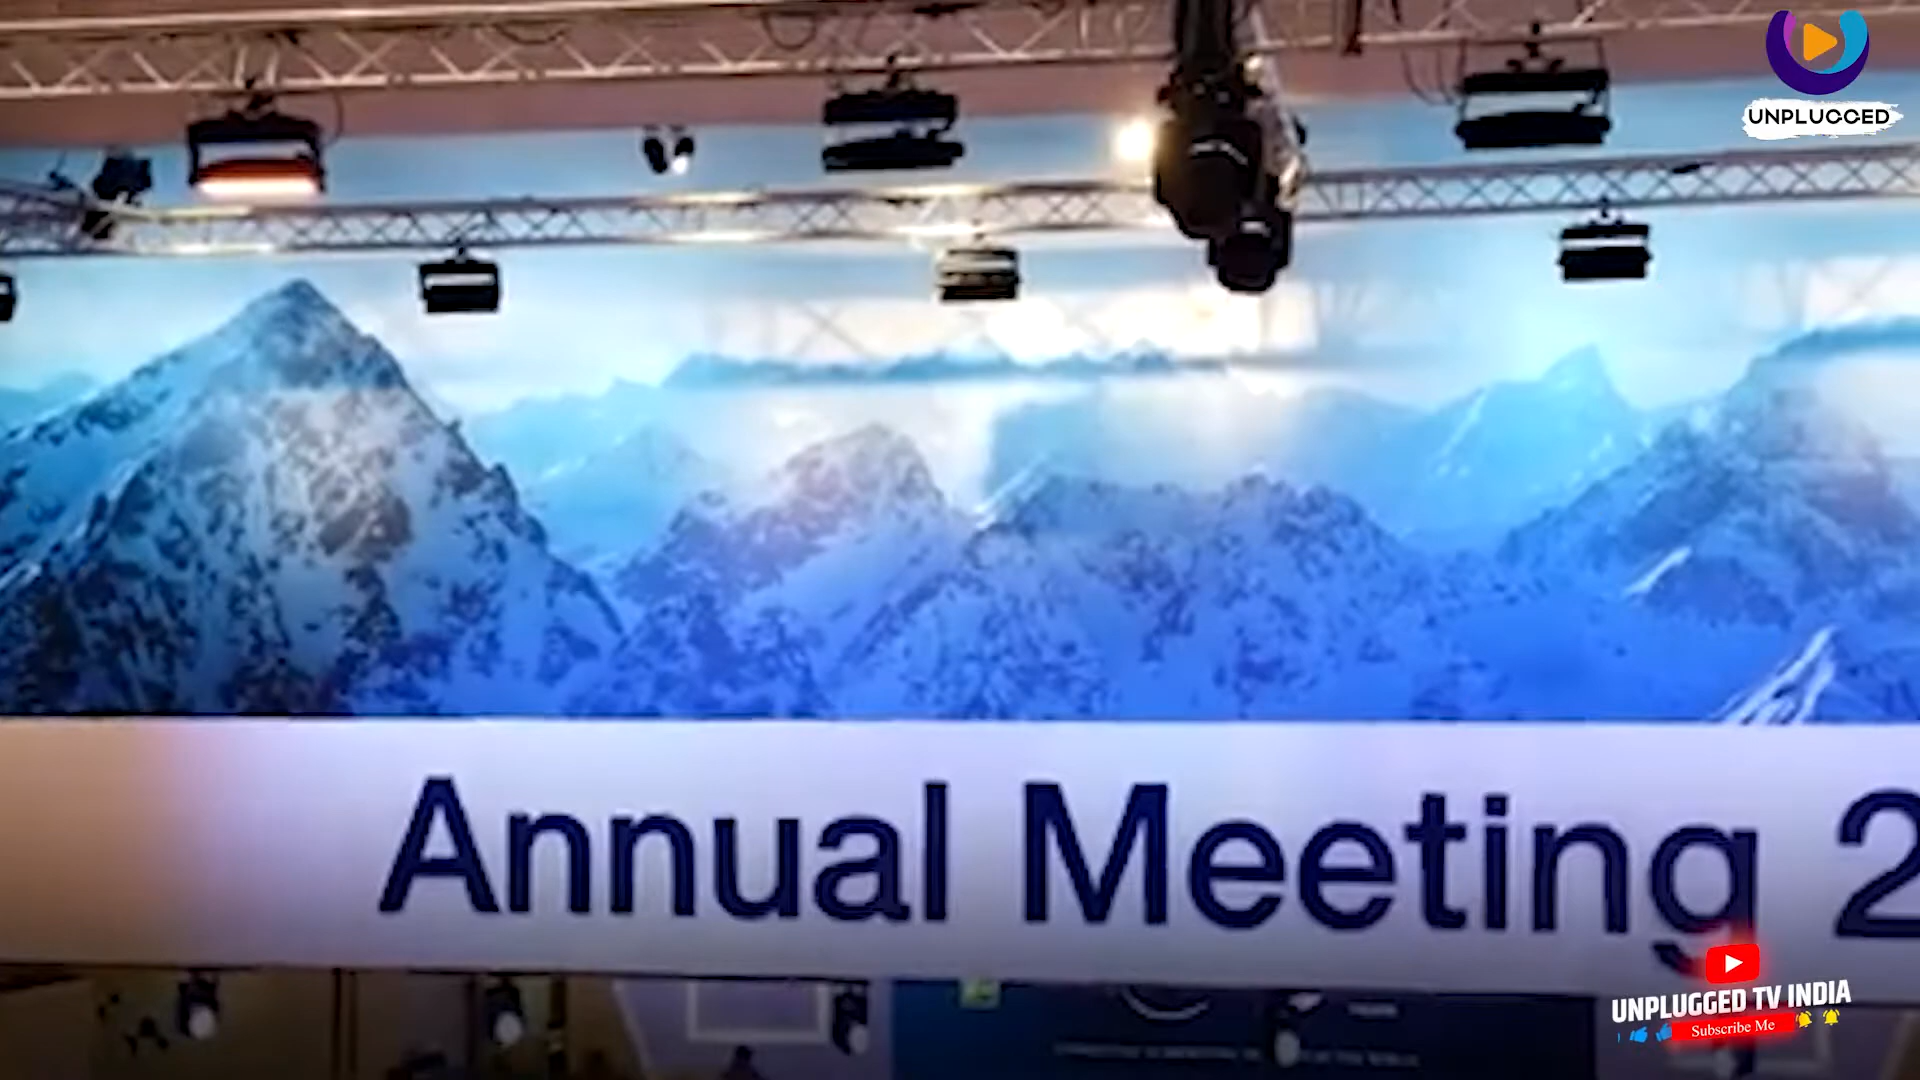 UNPLUGGED
Annual Meeting 2
UNPLUGGED TV INDIA
Subscribe Me